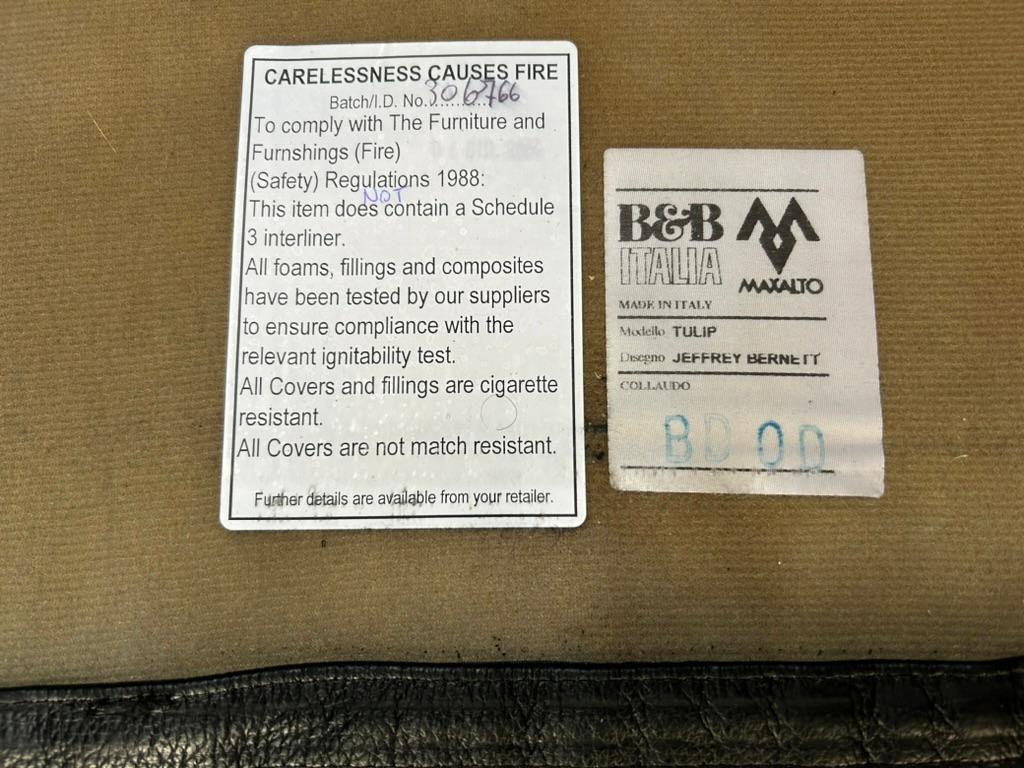 CARELESSNESS CAUSES FIRE
Batch/I.D. No.306766
To comply with The Furniture and
Furnshings (Fire)
(Safety) Regulations 1988:
NOT
This item does contain a Schedule
3 interliner.
All foams, fillings and composites
have been tested by our suppliers
to ensure compliance with the
relevant ignitability test.
All Covers and fillings are cigarette
resistant.
All Covers are not match resistant.
Further details are available from your retailer.
B&B
ITALIA
MAXALTO
MADE IN ITALY
Modello TULIP
Disegno JEFFREY BERNETT
COLLAUDO
BD OD